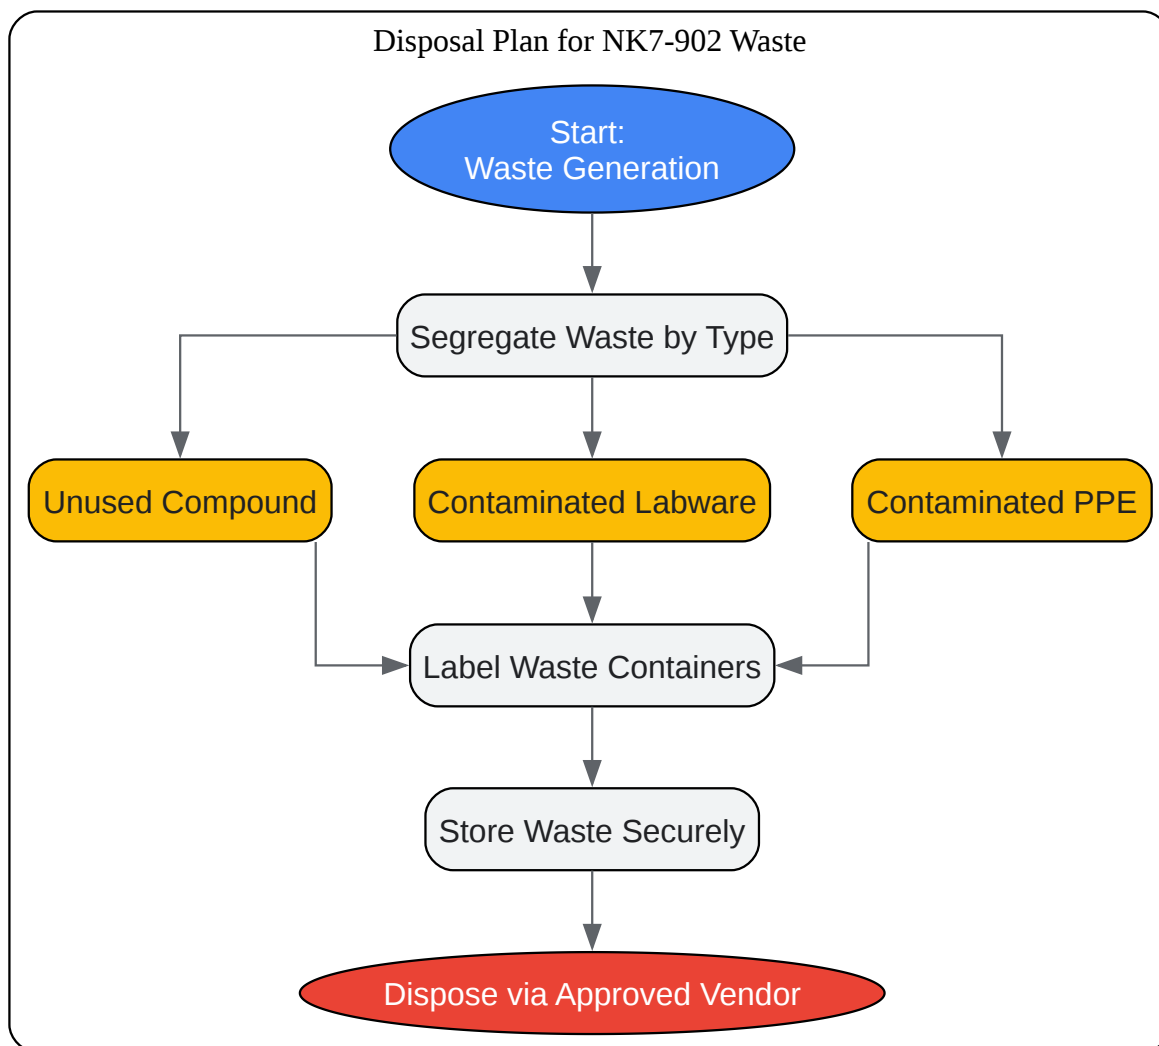 Disposal Plan for NK7-902 Waste
Start:
Waste Generation
Segregate Waste by Type
Unused Compound
Contaminated Labware
Contaminated PPE
Label Waste Containers
Store Waste Securely
Dispose via Approved Vendor